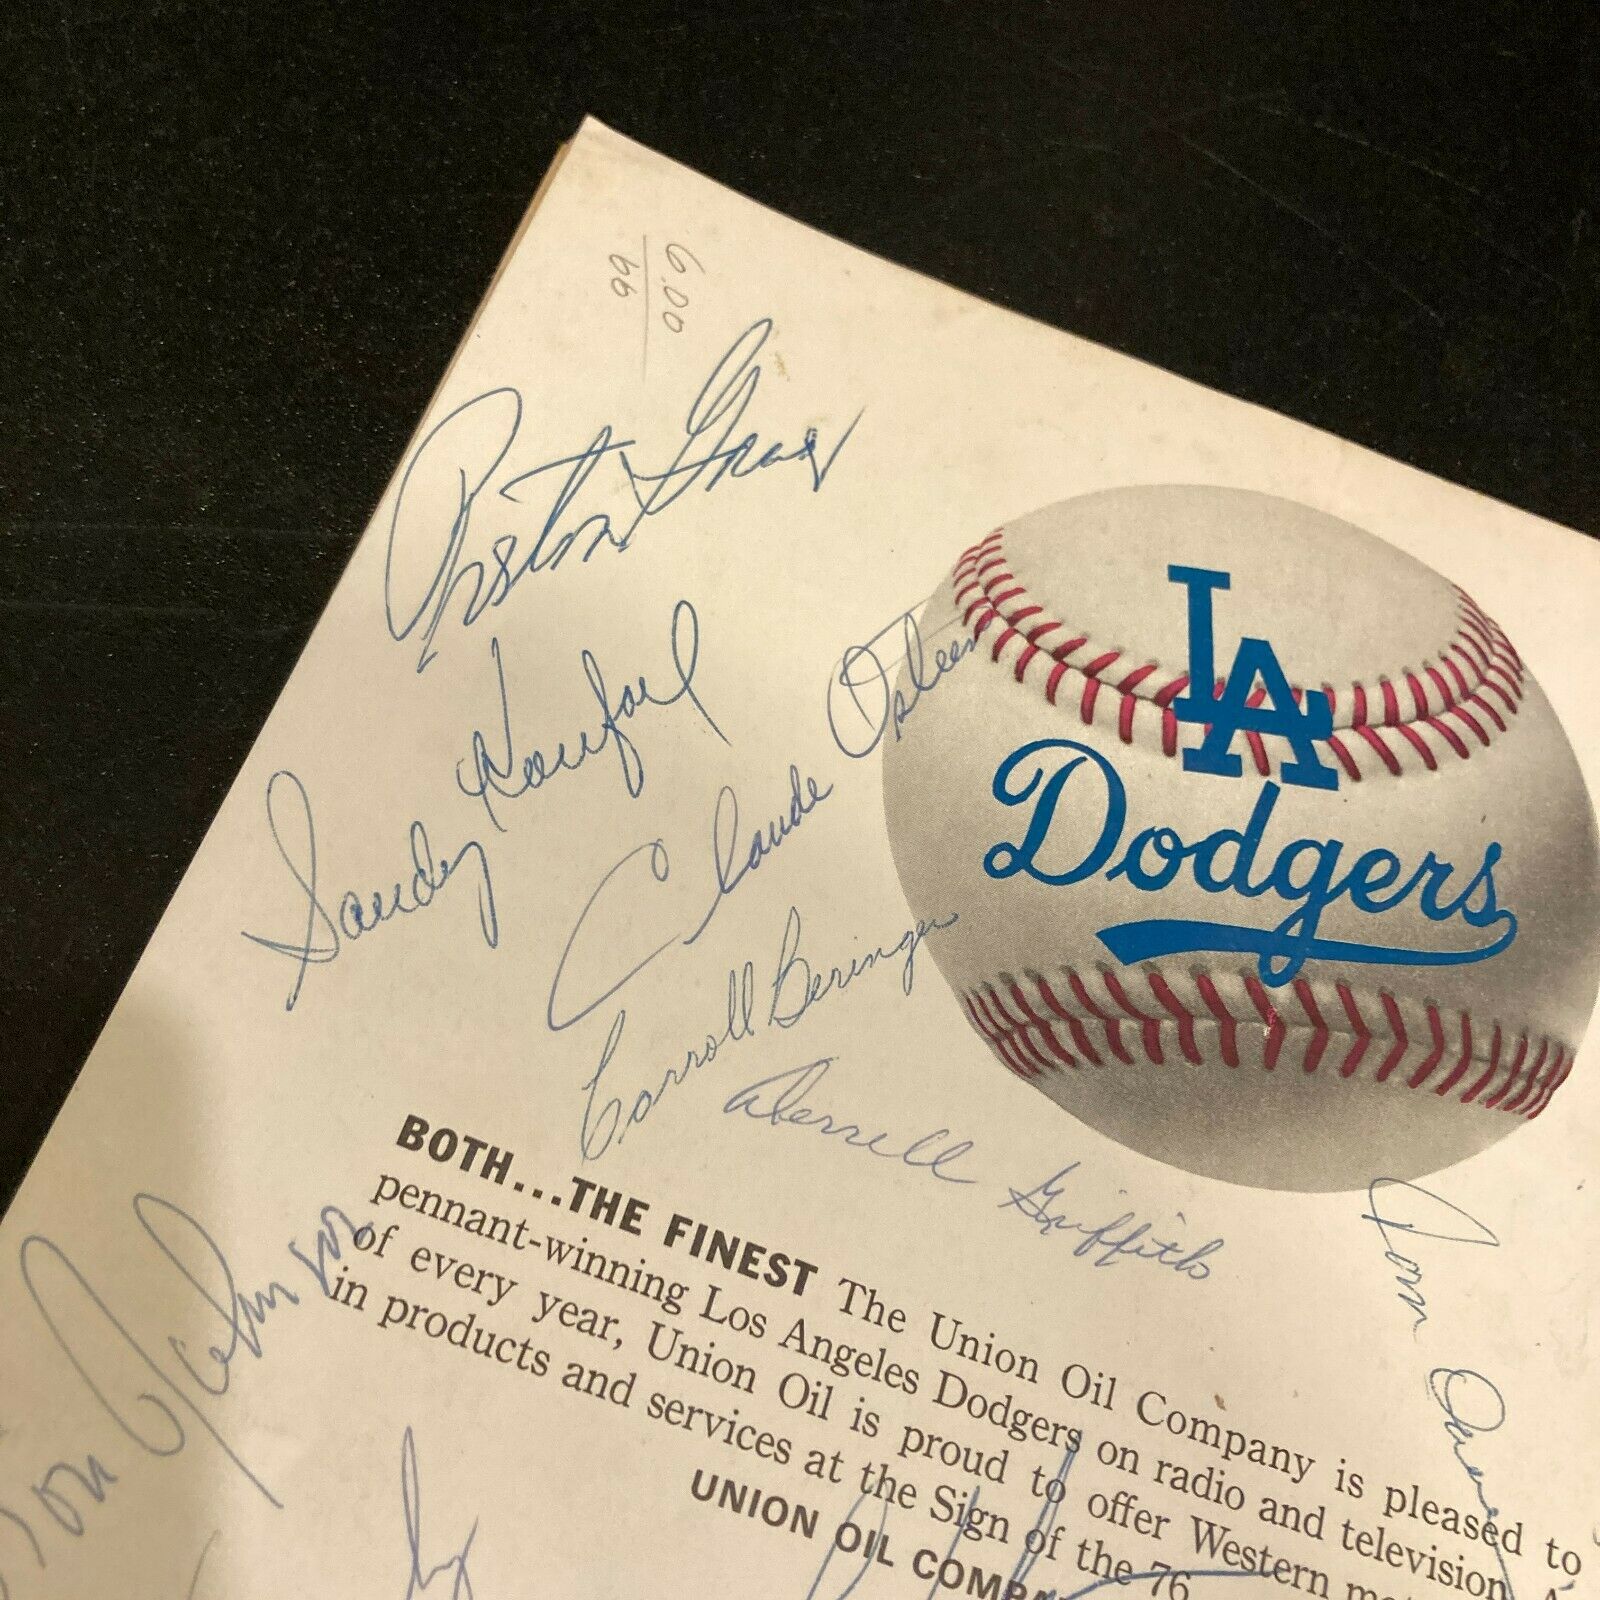 6.00
99
Preston Gomez
Sandy Koufax
Claude Osteen
Carroll Beringer
Derrell Griffith
LA
Dodgers
BOTH...THE FINEST The Union Oil Company is pleased to
pennant-winning Los Angeles Dodgers on radio and television.
of every year, Union Oil is proud to offer Western
in products and services at the Sign of the 76
UNION OIL COMPA